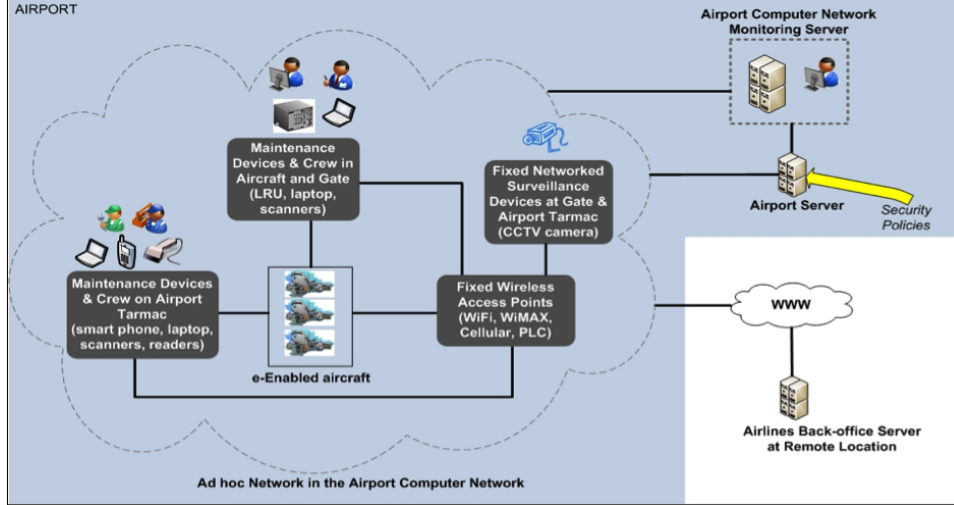 AIRPORT
Airport Computer Network
Monitoring Server
Maintenance
Devices & Crew in
Aircraft and Gate
(LRU, laptop,
scanners)
Fixed Networked
Surveillance
Devices at Gate &
Airport Tarmac
(CCTV camera)
Airport Server
Security
Policies
Maintenance Devices
& Crew on Airport
Tarmac
(smart phone, laptop,
scanners, readers)
e-Enabled aircraft
Fixed Wireless
Access Points
(WiFi, WiMAX,
Cellular, PLC)
www
Airlines Back-office Server
at Remote Location
Ad hoc Network in the Airport Computer Network